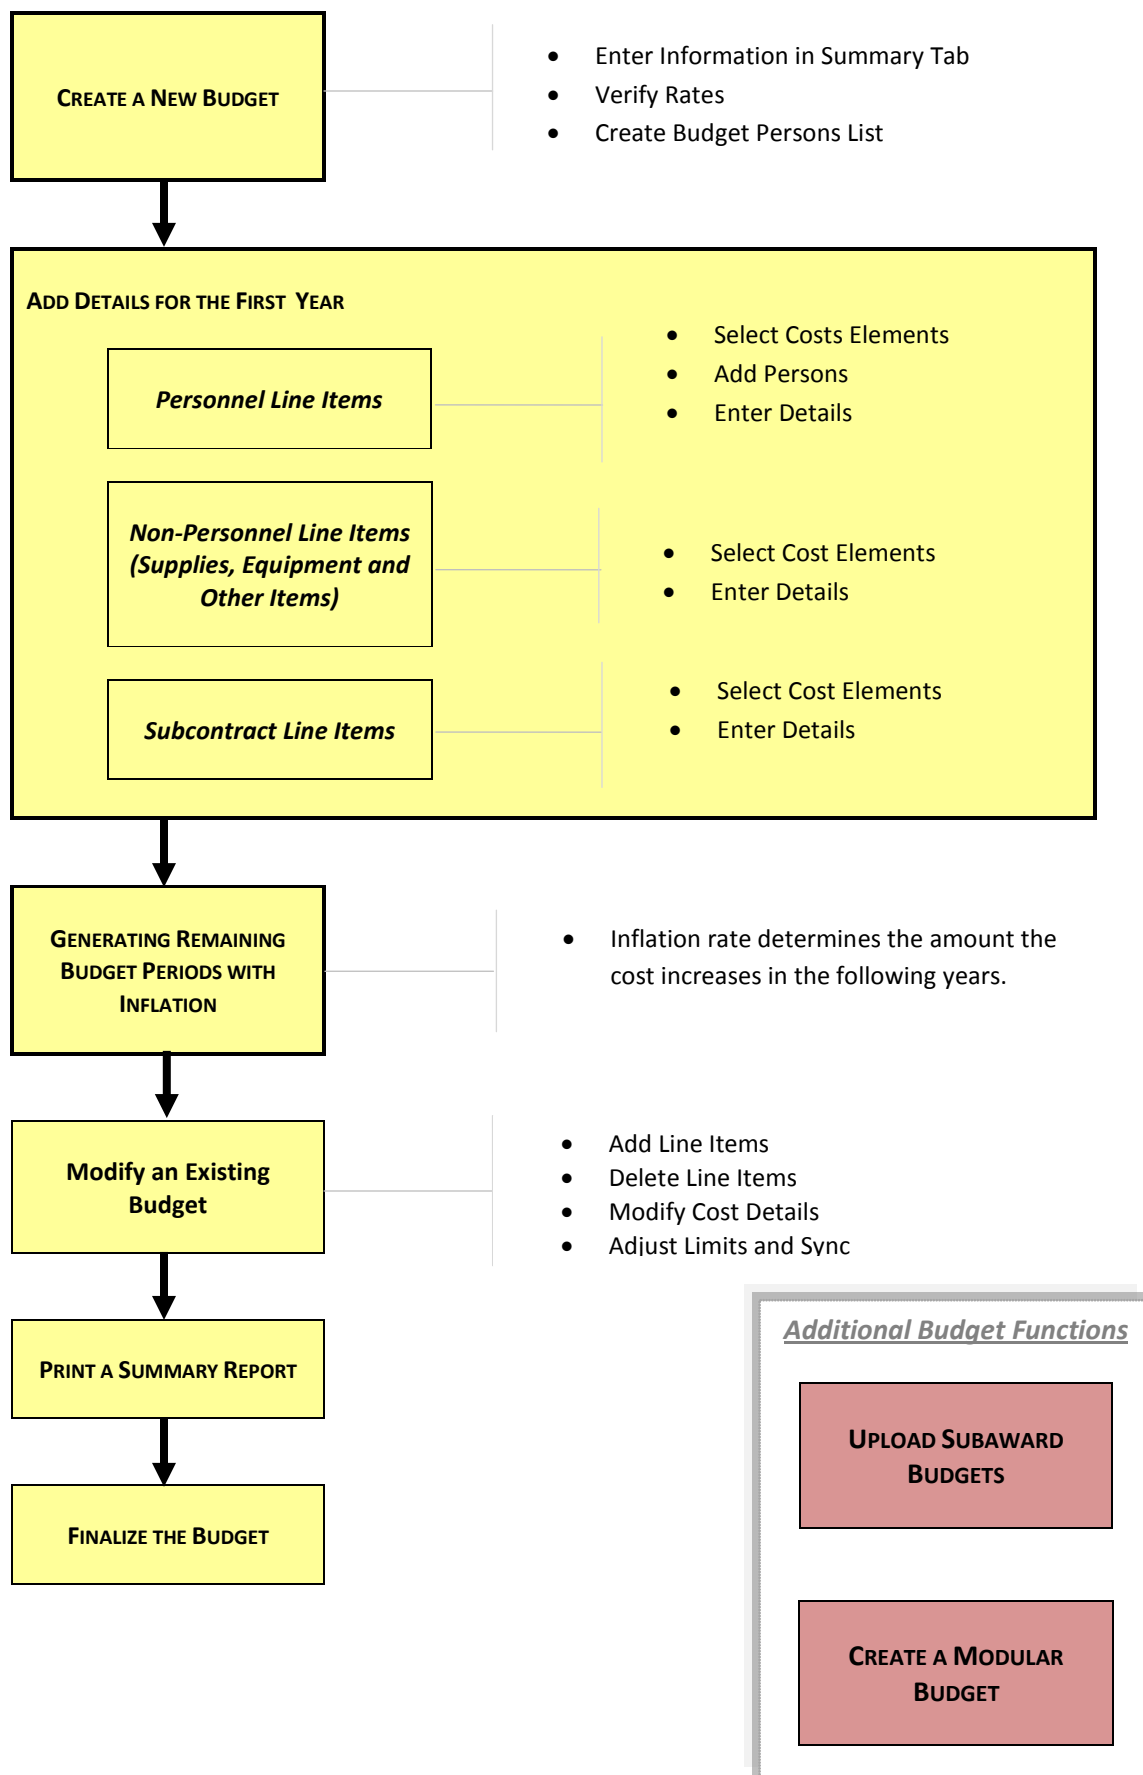 CREATE A NEW BUDGET
• Enter Information in Summary Tab
• Verify Rates
• Create Budget Persons List
ADD DETAILS FOR THE FIRST YEAR
Personnel Line Items
• Select Costs Elements
• Add Persons
• Enter Details
Non-Personnel Line Items
(Supplies, Equipment and
Other Items)
• Select Cost Elements
• Enter Details
Subcontract Line Items
• Select Cost Elements
• Enter Details
GENERATING REMAINING
BUDGET PERIODS WITH
INFLATION
• Inflation rate determines the amount the
cost increases in the following years.
Modify an Existing
Budget
• Add Line Items
• Delete Line Items
• Modify Cost Details
• Adjust Limits and Sync
PRINT A SUMMARY REPORT
FINALIZE THE BUDGET
Additional Budget Functions
UPLOAD SUBAWARD
BUDGETS
CREATE A MODULAR
BUDGET